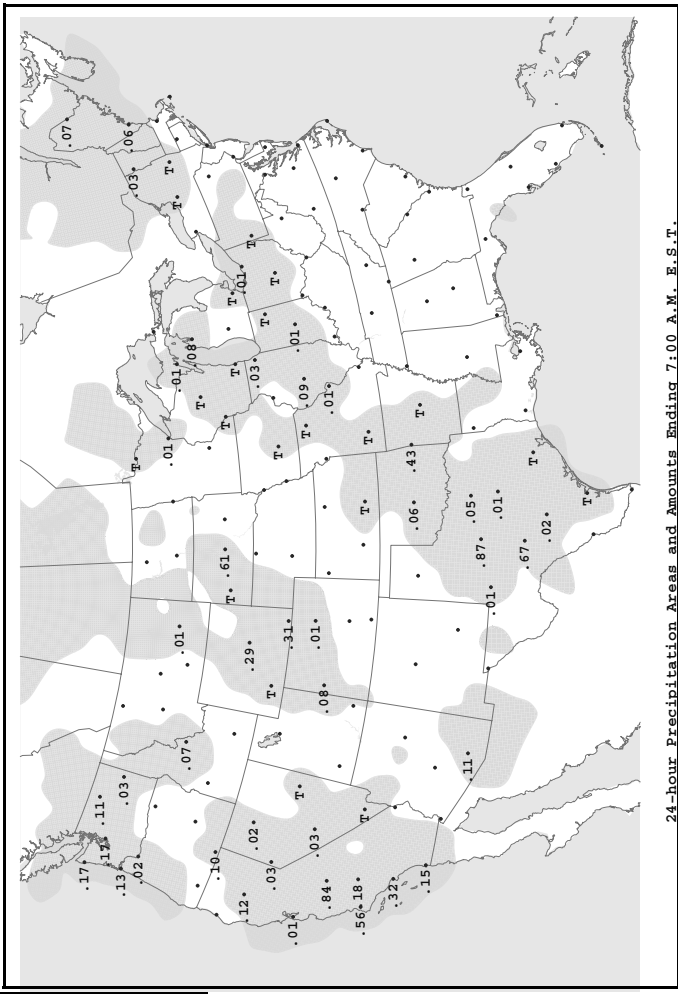 .07
.17
.11
.17
.13
.03
.06
.03
T
.02
.01
T
.01
T
.01
.07
.08
T
.10
T
.61
T
T
T
.01
.12
.29
T
.02
.03
T
.03
T
T
T
.31
.01
.01
T
.09
T
.03
.01
.08
.84
.01
.18
.56
T
T
T
.32
.43
.06
T
.15
.11
.05
.87
.01
.01
.67
T
.02
T
24-hour Precipitation Areas and Amounts Ending 7:00 A.M. E.S.T.